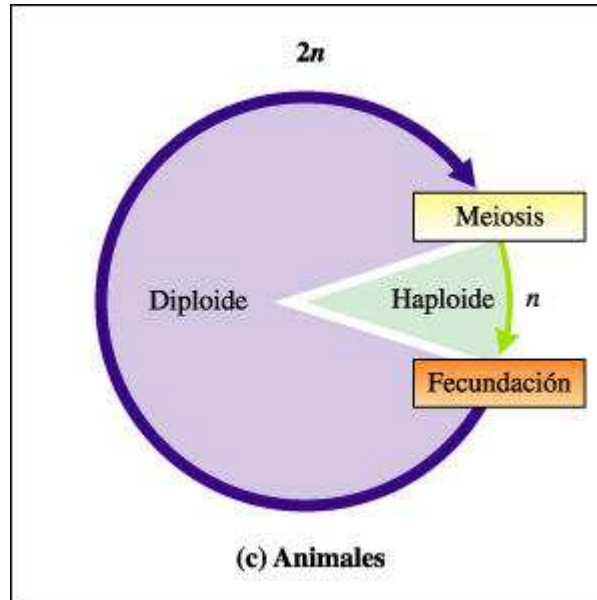 2n
Meiosis
Diploide
Haploide
n
Fecundación
(c) Animales